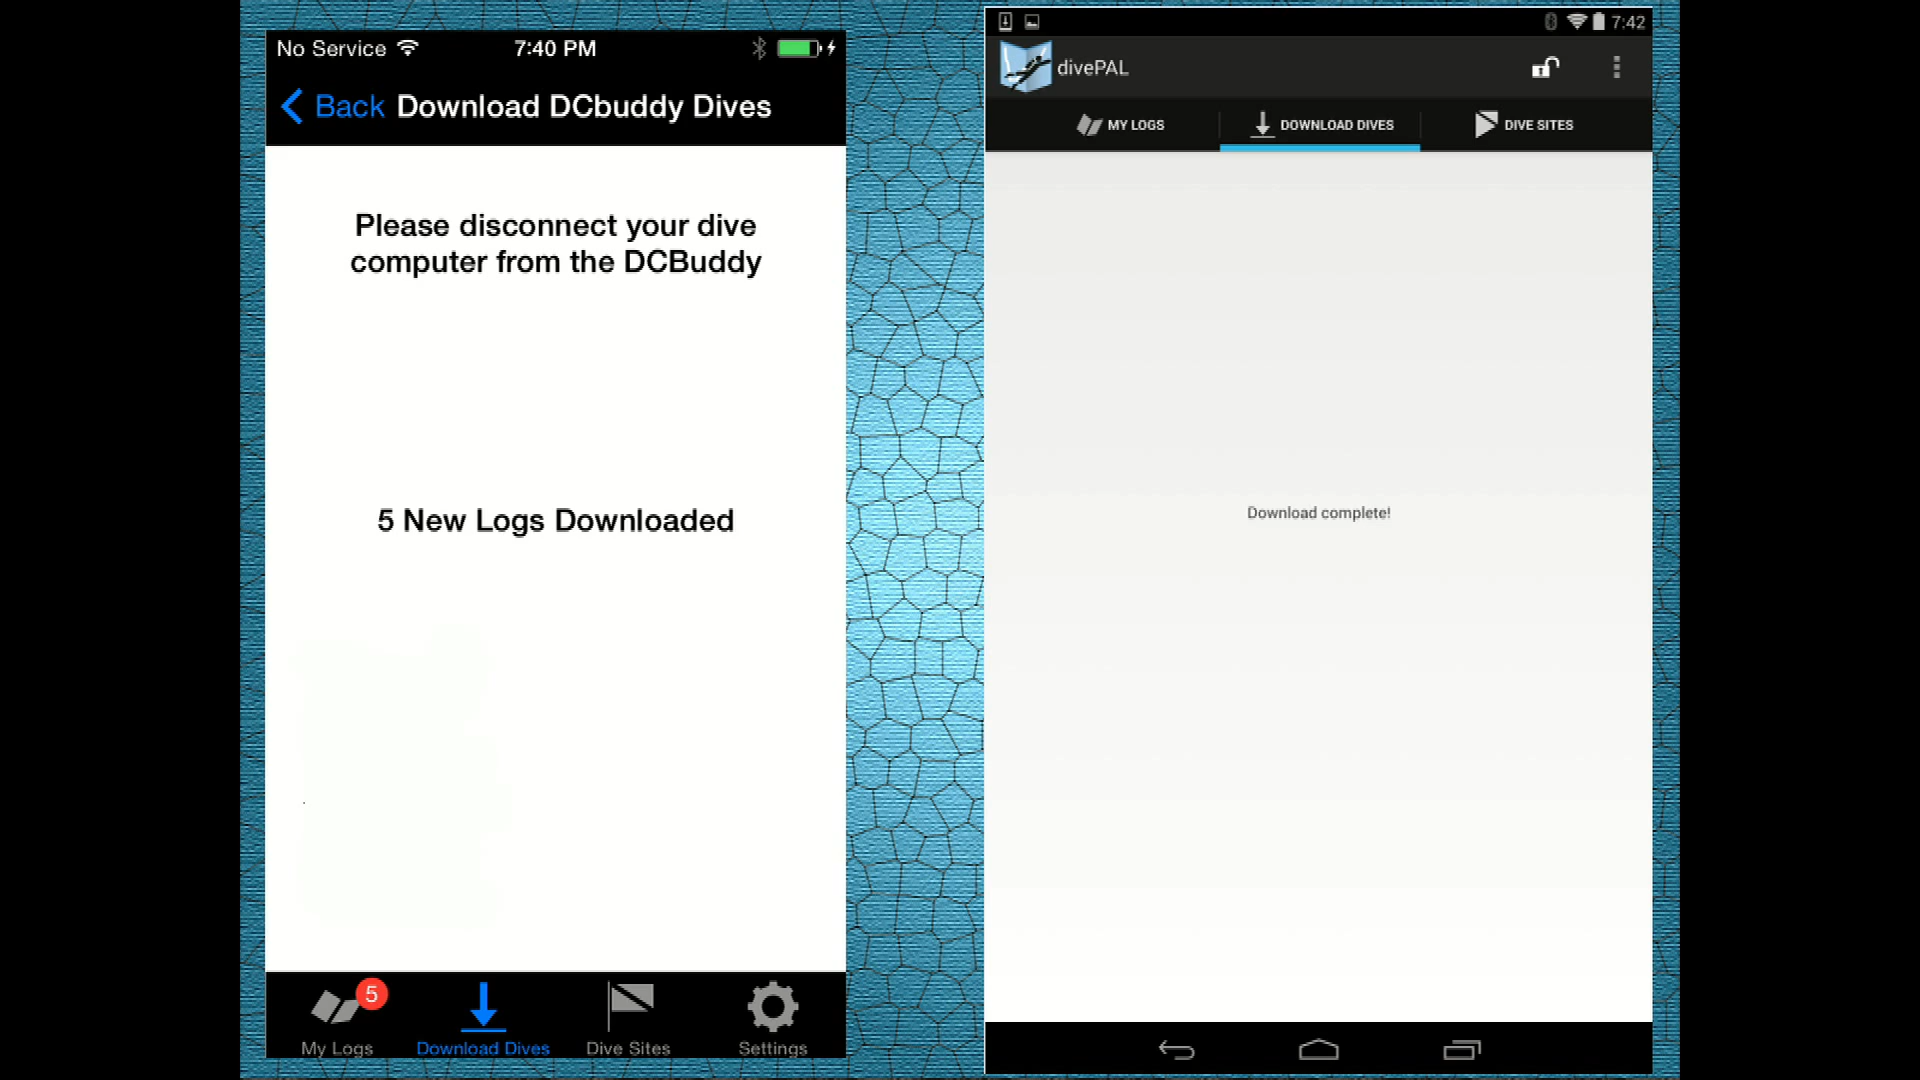 No Service 7:40 PM
Back Download DCbuddy Dives
Please disconnect your dive
computer from the DCBuddy
5 New Logs Downloaded
5
My Logs Download Dives Dive Sites Settings
7:42
divePAL
MY LOGS DOWNLOAD DIVES DIVE SITES
Download complete!